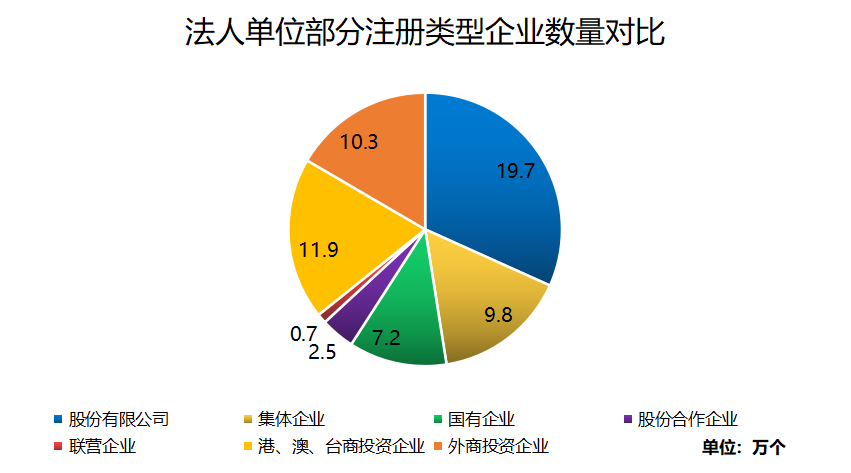 法人单位部分注册类型企业数量对比
10.3
19.7
11.9
9.8
0.7
7.2
2.5
股份有限公司
集体企业
国有企业
股份合作企业
联营企业
港、澳、台商投资企业
外商投资企业
单位：万个